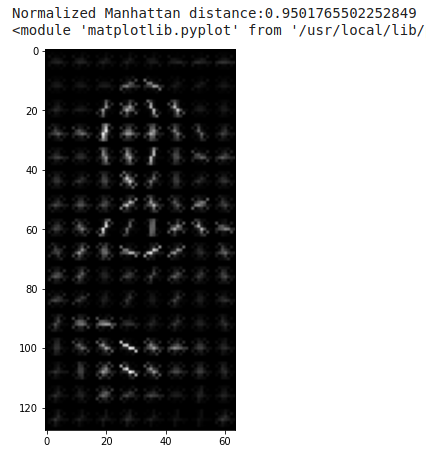 Normalized Manhattan distance:0.9501765502252849
<module 'matplotlib.pyplot' from '/usr/local/lib/
0
20
40
60
80
100
120
0 20 40 60